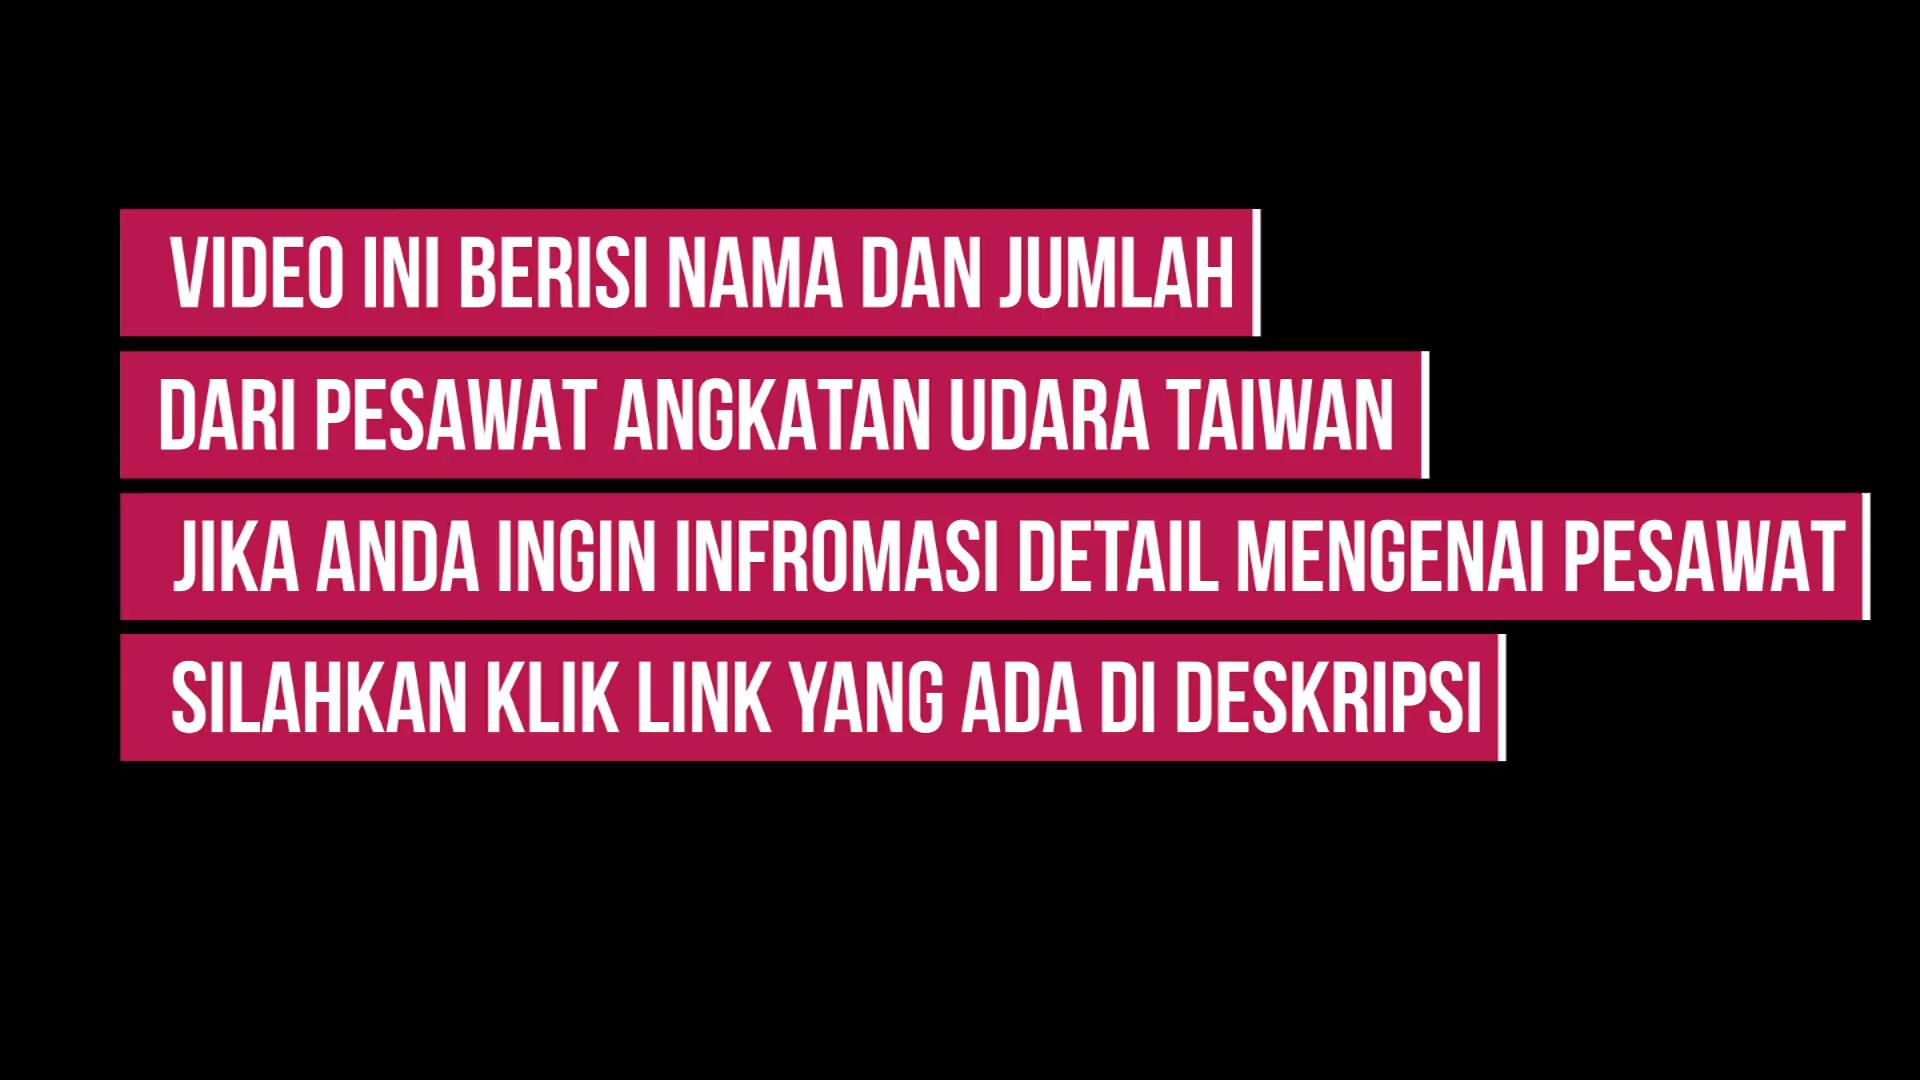 VIDEO INI BERISI NAMA DAN JUMLAH
DARI PESAWAT ANGKATAN UDARA TAIWAN
JIKA ANDA INGIN INFROMASI DETAIL MENGENAI PESAWAT
SILAHKAN KLIK LINK YANG ADA DI DESKRIPSI